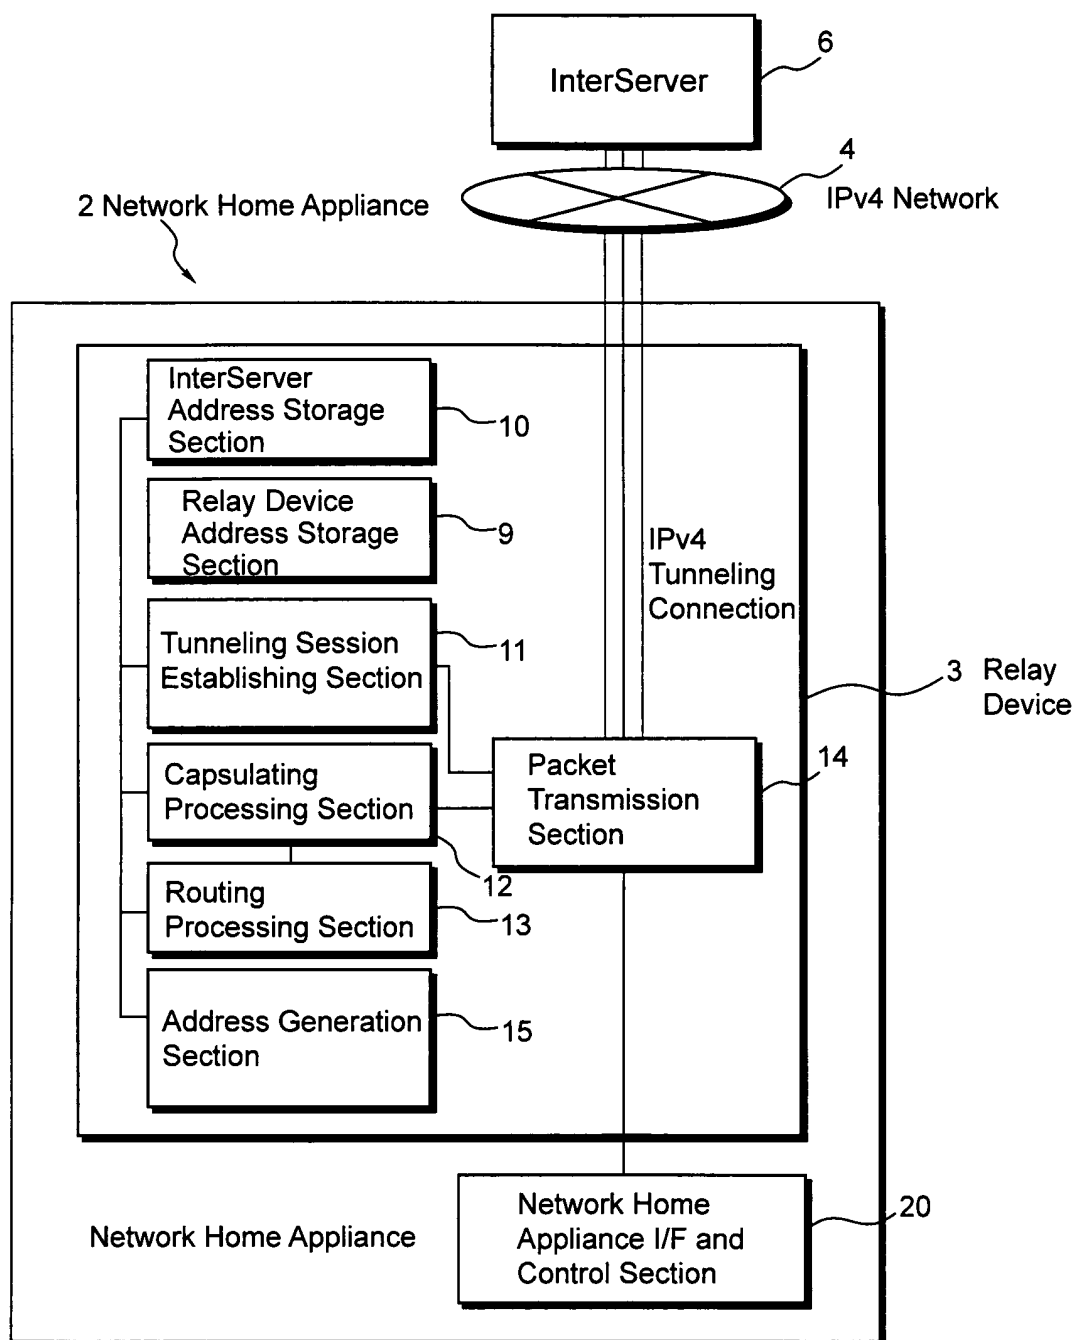 6
InterServer
4
2 Network Home Appliance
IPv4 Network
InterServer
Address Storage
Section
10
Relay Device
Address Storage
Section
9
IPv4
Tunneling
Connection
Tunneling Session
Establishing Section
11
3 Relay
Device
Capsulating
Processing Section
12
Packet
Transmission
Section
14
Routing
Processing Section
13
Address Generation
Section
15
Network Home Appliance
Network Home
Appliance I/F and
Control Section
20